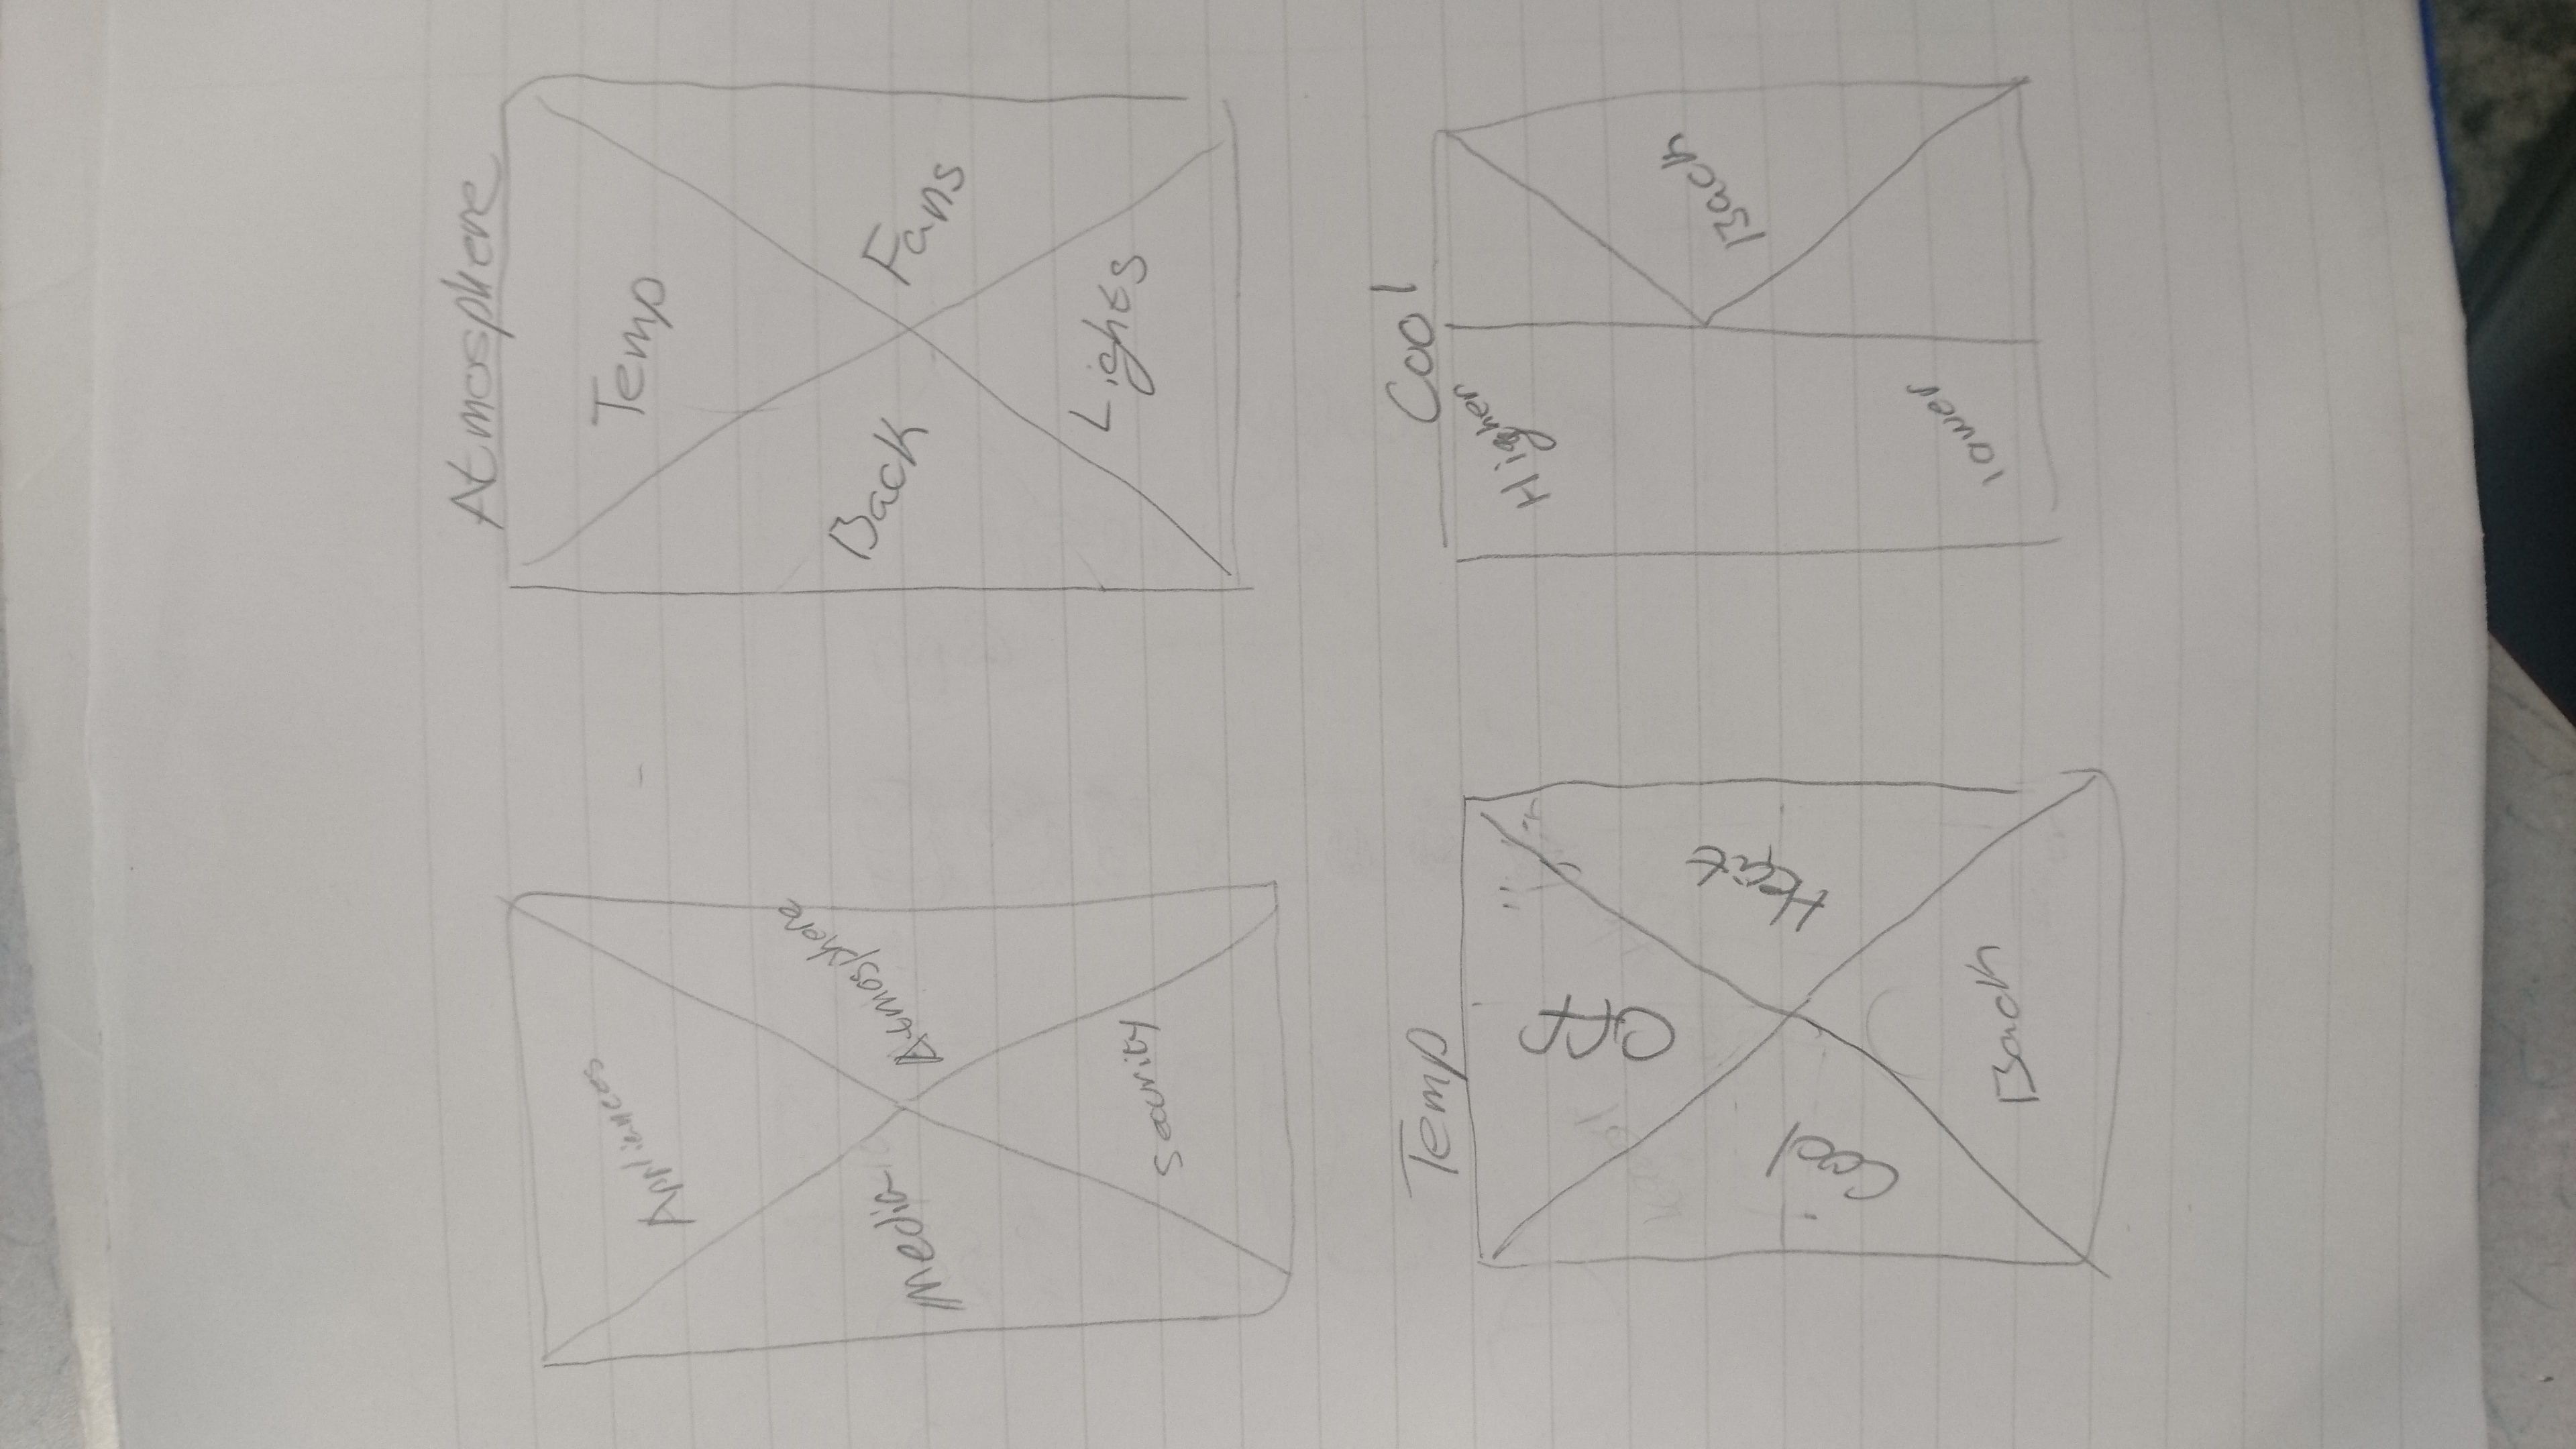 Appliances
Media
Atmosphere
Security
Atmosphere
Temp
Back
Fans
Lights
Temp
Off
Cool
Heat
Back
Cool
Higher
Back
lower